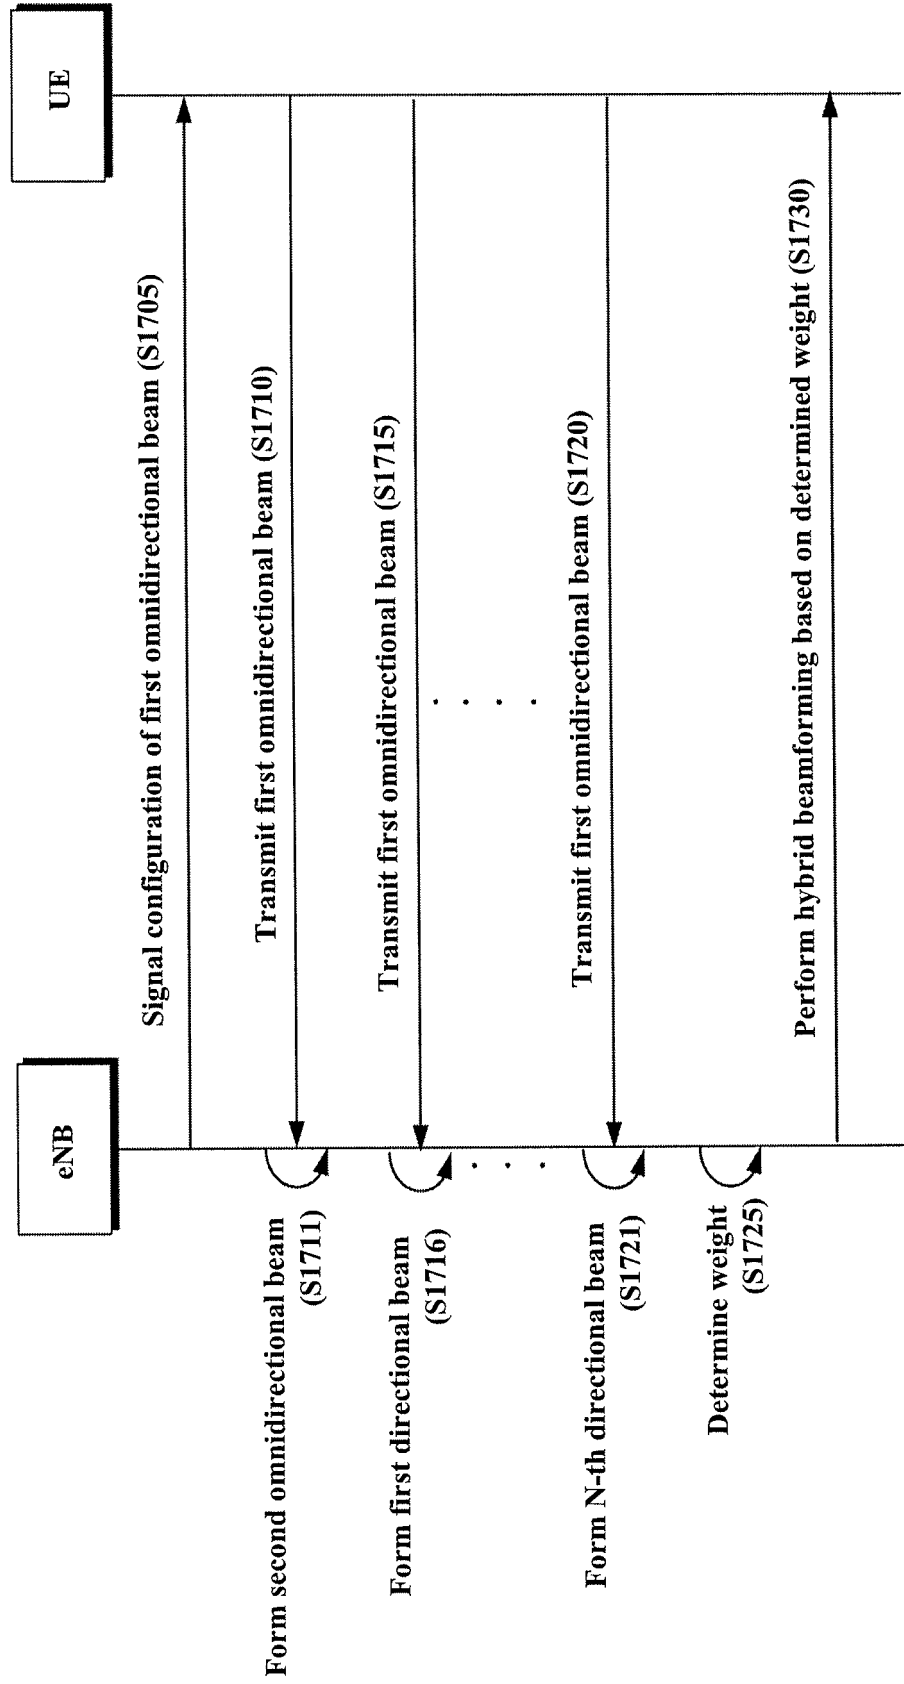 eNB
UE
Signal configuration of first omnidirectional beam (S1705)
Transmit first omnidirectional beam (S1710)
Form second omnidirectional beam
(S1711)
Transmit first omnidirectional beam (S1715)
Form first directional beam
(S1716)
Transmit first omnidirectional beam (S1720)
Form N-th directional beam
(S1721)
Determine weight
(S1725)
Perform hybrid beamforming based on determined weight (S1730)